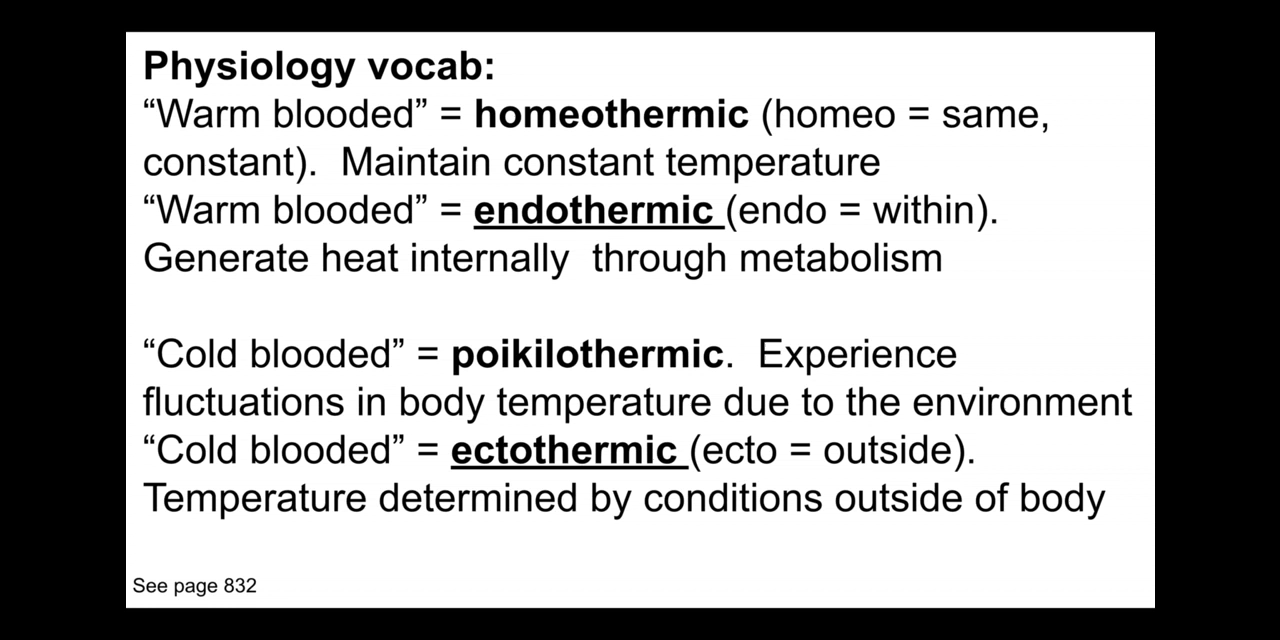 Physiology vocab:
“Warm blooded” = homeothermic (homeo = same,
constant).  Maintain constant temperature
“Warm blooded” = endothermic (endo = within).
Generate heat internally  through metabolism
“Cold blooded” = poikilothermic.  Experience
fluctuations in body temperature due to the environment
“Cold blooded” = ectothermic (ecto = outside).
Temperature determined by conditions outside of body
See page 832